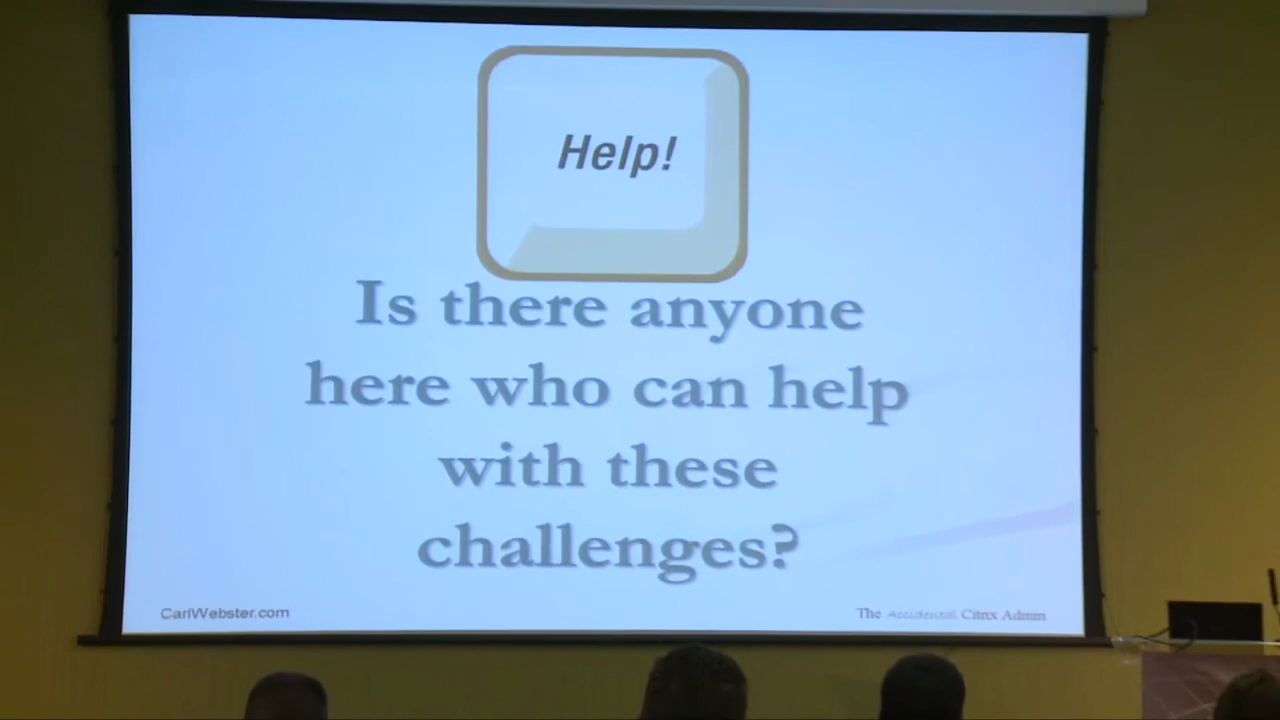 Help!
Is there anyone
here who can help
with these
challenges?
CarlWebster.com
The Accidental Citrix Admin